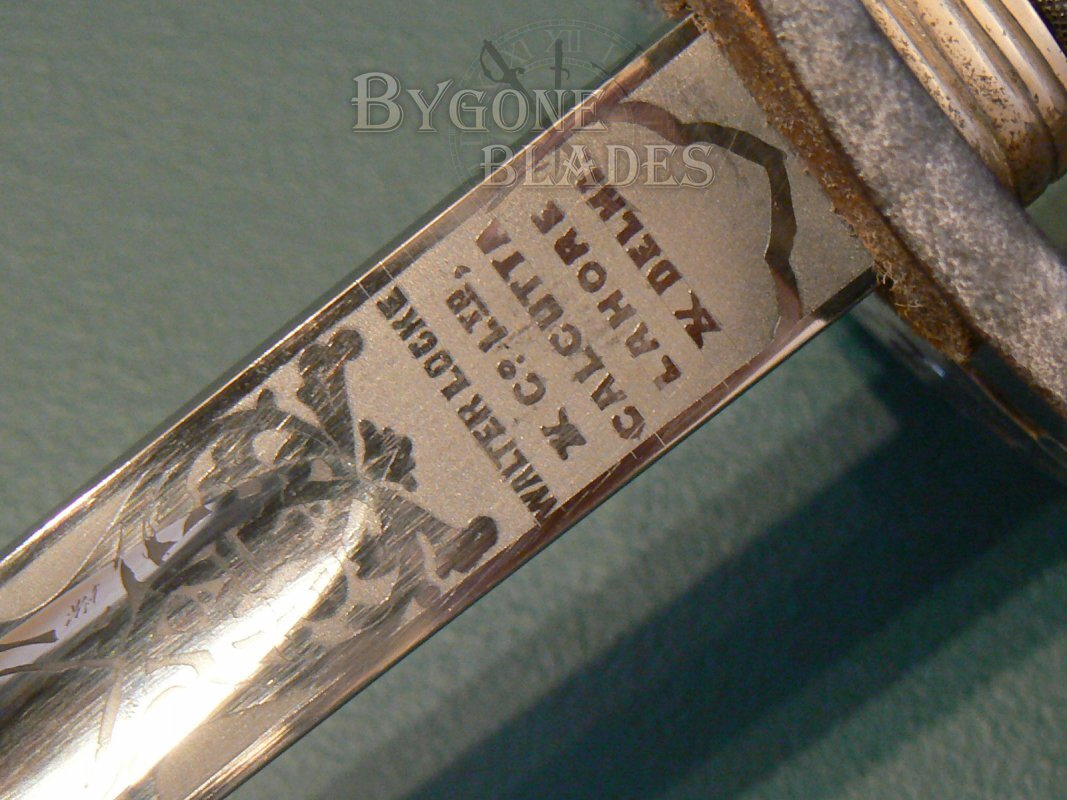 BYGONE
BLADES
WALTER LOCKE
& Cº. LTD,
CALCUTTA
LAHORE
& DELHI